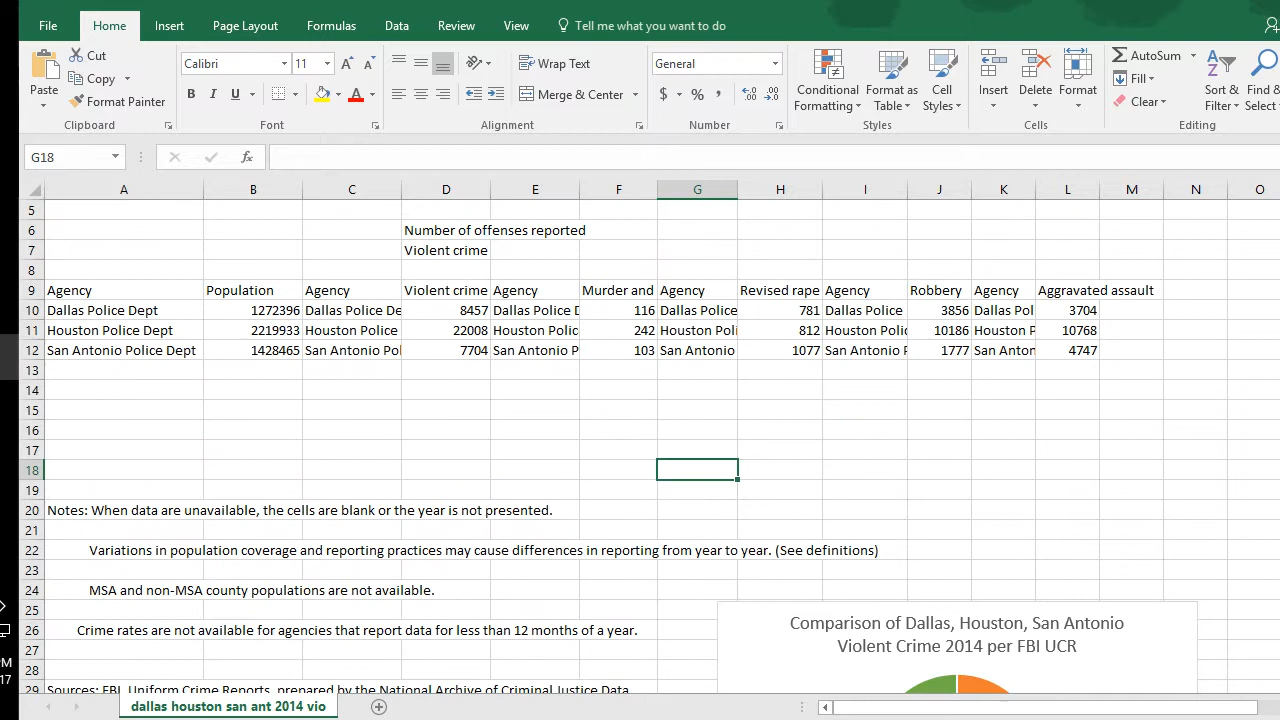 File Home Insert Page Layout Formulas Data Review View Tell me what you want to do
Cut Calibri 11 Wrap Text General AutoSum
Copy Fill
Paste Format Painter B I U Merge & Center $ % , Conditional Formatting Format as Table Cell Styles Insert Delete Format Clear Sort & Filter Find & Select
Clipboard Font Alignment Number Styles Cells Editing
G18 fx
A B C D E F G H I J K L M N O
5
6 Number of offenses reported
7 Violent crime
8
9 Agency Population Agency Violent crime Agency Murder and Agency Revised rape Agency Robbery Agency Aggravated assault
10 Dallas Police Dept 1272396 Dallas Police De 8457 Dallas Police D 116 Dallas Police 781 Dallas Police 3856 Dallas Pol 3704
11 Houston Police Dept 2219933 Houston Police 22008 Houston Polic 242 Houston Poli 812 Houston Polic 10186 Houston P 10768
12 San Antonio Police Dept 1428465 San Antonio Pol 7704 San Antonio P 103 San Antonio 1077 San Antonio P 1777 San Anton 4747
13
14
15
16
17
18
19
20 Notes: When data are unavailable, the cells are blank or the year is not presented.
21
22 Variations in population coverage and reporting practices may cause differences in reporting from year to year. (See definitions)
23
24 MSA and non-MSA county populations are not available.
25
26 Crime rates are not available for agencies that report data for less than 12 months of a year.
27
28
29 Sources: FBI, Uniform Crime Reports, prepared by the National Archive of Criminal Justice Data
Comparison of Dallas, Houston, San Antonio
Violent Crime 2014 per FBI UCR
dallas houston san ant 2014 vio